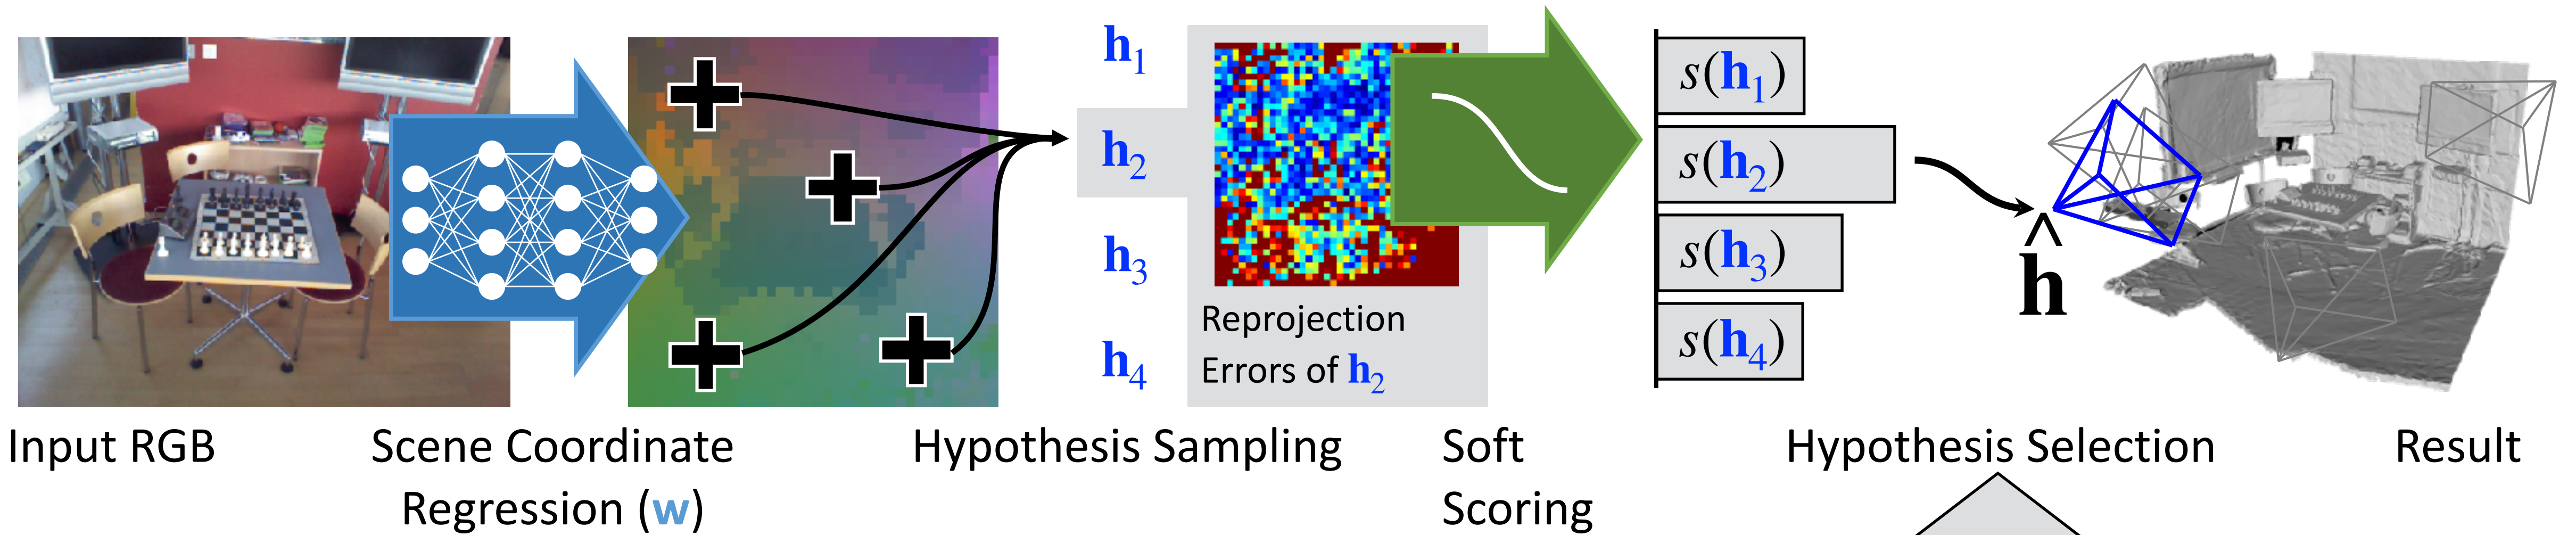 h1
h2
h3
h4
Reprojection
Errors of h2
s(h1)
s(h2)
s(h3)
s(h4)
ĥ
Input RGB
Scene Coordinate
Regression (w)
Hypothesis Sampling
Soft
Scoring
Hypothesis Selection
Result